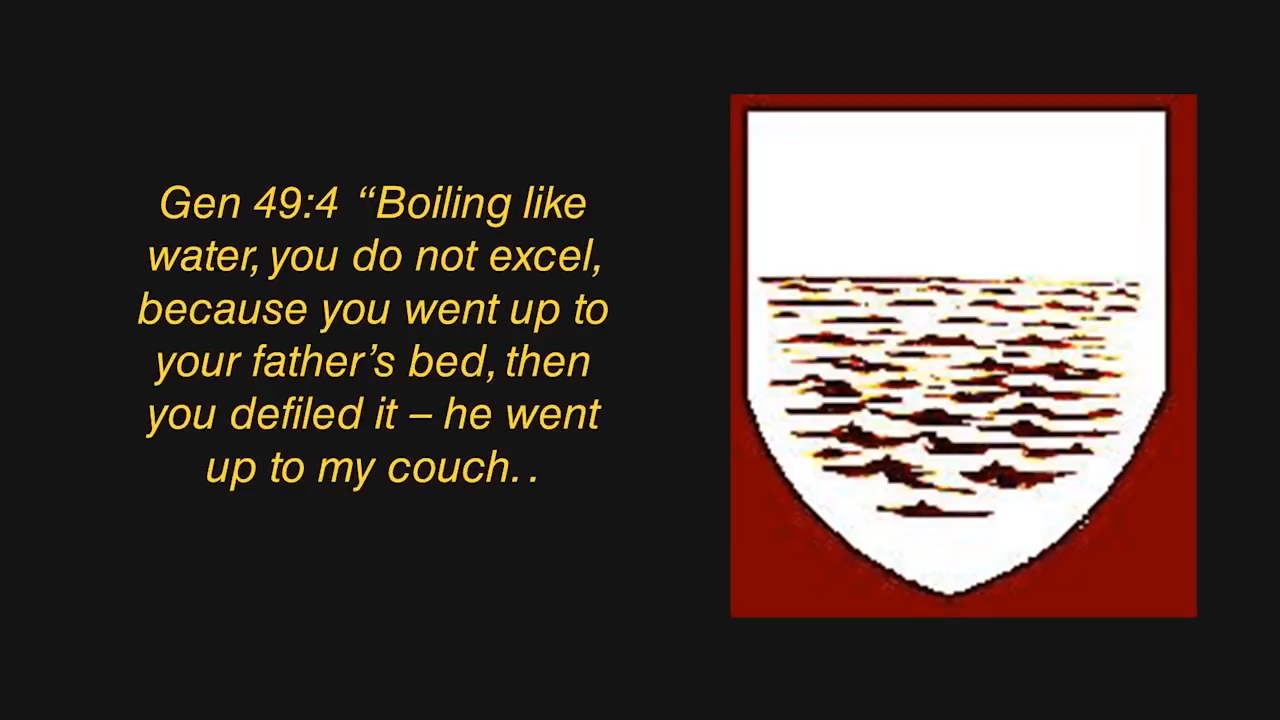 Gen 49:4 “Boiling like
water, you do not excel,
because you went up to
your father’s bed, then
you defiled it – he went
up to my couch. .